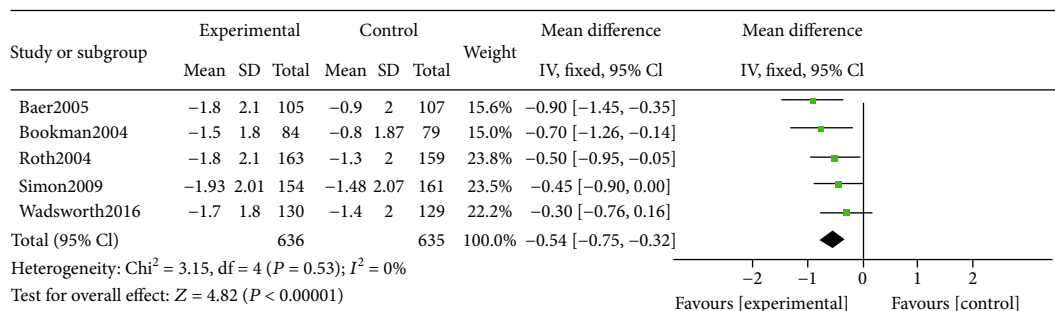 Experimental Control Mean difference Mean difference
Study or subgroup Weight
Mean SD Total Mean SD Total IV, fixed, 95% Cl IV, fixed, 95% Cl
Baer2005 −1.8 2.1 105 −0.9 2 107 15.6% −0.90 [−1.45, −0.35]
Bookman2004 −1.5 1.8 84 −0.8 1.87 79 15.0% −0.70 [−1.26, −0.14]
Roth2004 −1.8 2.1 163 −1.3 2 159 23.8% −0.50 [−0.95, −0.05]
Simon2009 −1.93 2.01 154 −1.48 2.07 161 23.5% −0.45 [−0.90, 0.00]
Wadsworth2016 −1.7 1.8 130 −1.4 2 129 22.2% −0.30 [−0.76, 0.16]
Total (95% Cl) 636 635 100.0% −0.54 [−0.75, −0.32]
Heterogeneity: Chi² = 3.15, df = 4 (P = 0.53); I² = 0%
Test for overall effect: Z = 4.82 (P < 0.00001)
−2 −1 0 1 2
Favours [experimental] Favours [control]